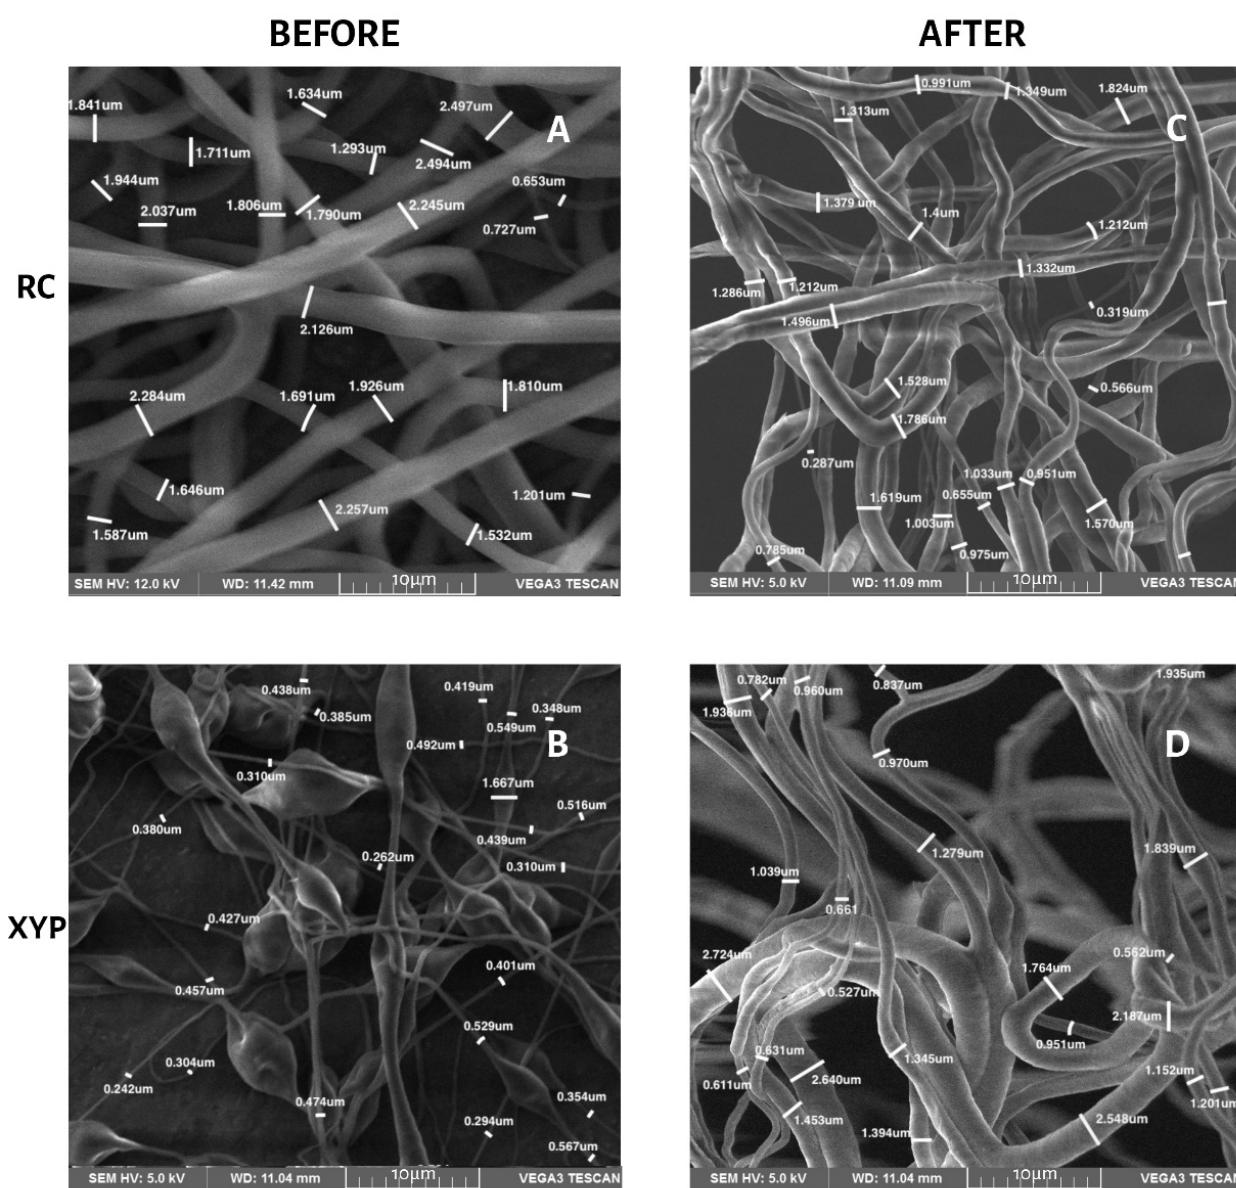 BEFORE
AFTER
RC
A
1.841um
1.634um
2.497um
1.711um
1.293um
2.494um
1.944um
0.653um
2.037um
1.806um
1.790um
2.245um
0.727um
2.126um
2.284um
1.691um
1.926um
1.810um
1.646um
1.201um
1.587um
2.257um
1.532um
SEM HV: 12.0 kV WD: 11.42 mm 10µm VEGA3 TESCAN
C
0.991um
1.349um
1.824um
1.313um
1.379 um
1.4um
1.212um
1.332um
1.286um
1.212um
1.496um
0.319um
1.528um
0.566um
1.786um
0.287um
1.033um
0.951um
1.619um
0.655um
1.003um
1.570um
0.785um
0.975um
SEM HV: 5.0 kV WD: 11.09 mm 10µm VEGA3 TESCAN
XYP
B
0.438um
0.419um
0.385um
0.348um
0.549um
0.492um
0.310um
1.667um
0.516um
0.380um
0.439um
0.262um
0.310um
0.427um
0.401um
0.457um
0.529um
0.304um
0.242um
0.474um
0.354um
0.294um
0.567um
SEM HV: 5.0 kV WD: 11.04 mm 10µm VEGA3 TESCAN
D
0.782um
0.960um
0.837um
1.935um
1.936um
0.970um
1.279um
1.839um
1.039um
0.661
2.724um
1.764um
0.562um
0.527um
2.187um
0.951um
0.631um
1.345um
0.611um
2.640um
1.152um
1.201um
1.453um
1.394um
2.548um
SEM HV: 5.0 kV WD: 11.04 mm 10µm VEGA3 TESCAN